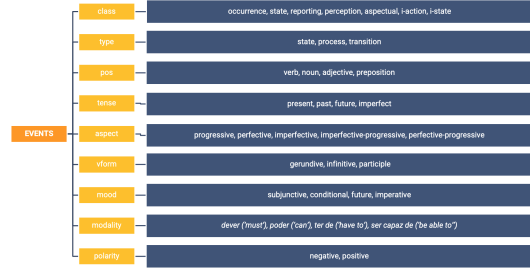 class
occurrence, state, reporting, perception, aspectual, i-action, i-state
type
state, process, transition
pos
verb, noun, adjective, preposition
tense
present, past, future, imperfect
EVENTS
aspect
progressive, perfective, imperfective, imperfective-progressive, perfective-progressive
vform
gerundive, infinitive, participle
mood
subjunctive, conditional, future, imperative
modality
dever ('must'), poder ('can'), ter de ('have to'), ser capaz de ('be able to")
polarity
negative, positive